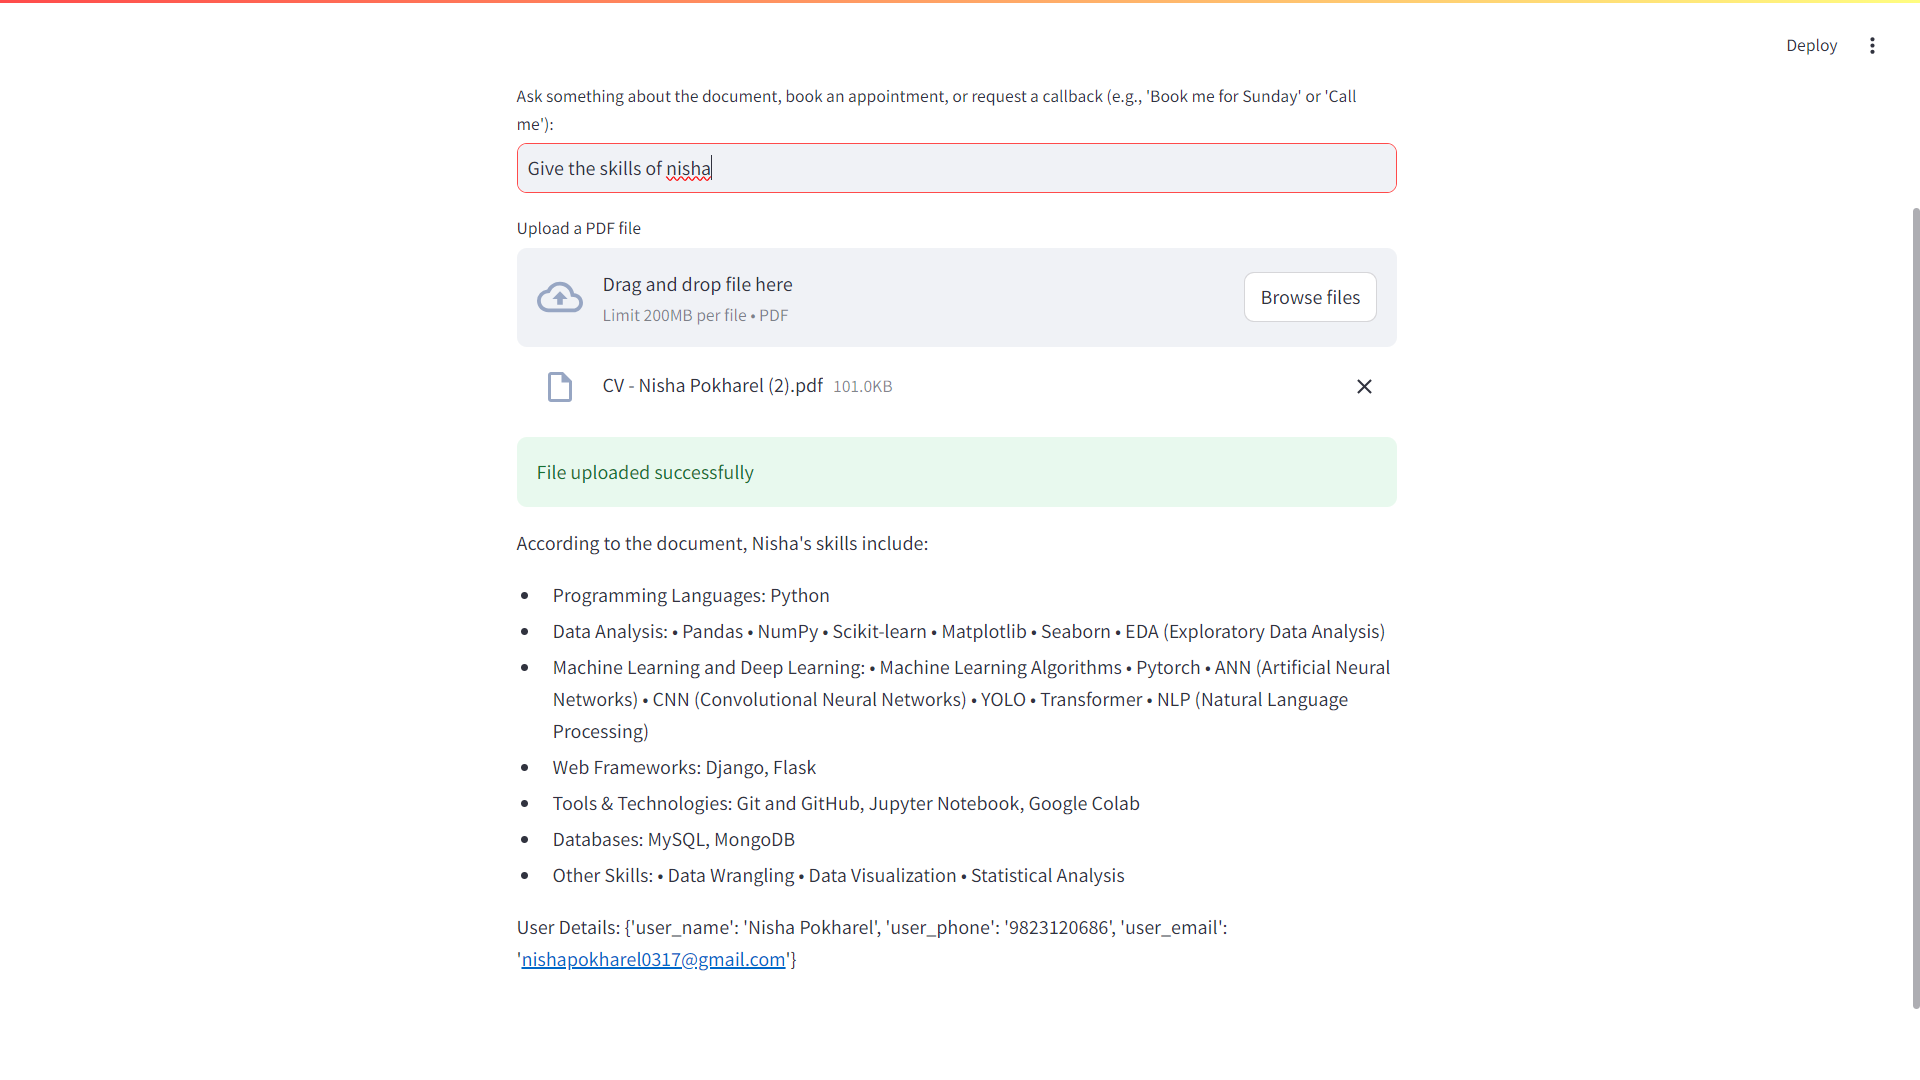 Deploy
Ask something about the document, book an appointment, or request a callback (e.g., 'Book me for Sunday' or 'Call
me'):
Give the skills of nisha
Upload a PDF file
Drag and drop file here
Limit 200MB per file • PDF
Browse files
CV - Nisha Pokharel (2).pdf 101.0KB
File uploaded successfully
According to the document, Nisha's skills include:
• Programming Languages: Python
• Data Analysis: • Pandas • NumPy • Scikit-learn • Matplotlib • Seaborn • EDA (Exploratory Data Analysis)
• Machine Learning and Deep Learning: • Machine Learning Algorithms • Pytorch • ANN (Artificial Neural
Networks) • CNN (Convolutional Neural Networks) • YOLO • Transformer • NLP (Natural Language
Processing)
• Web Frameworks: Django, Flask
• Tools & Technologies: Git and GitHub, Jupyter Notebook, Google Colab
• Databases: MySQL, MongoDB
• Other Skills: • Data Wrangling • Data Visualization • Statistical Analysis
User Details: {'user_name': 'Nisha Pokharel', 'user_phone': '9823120686', 'user_email':
'nishapokharel0317@gmail.com'}